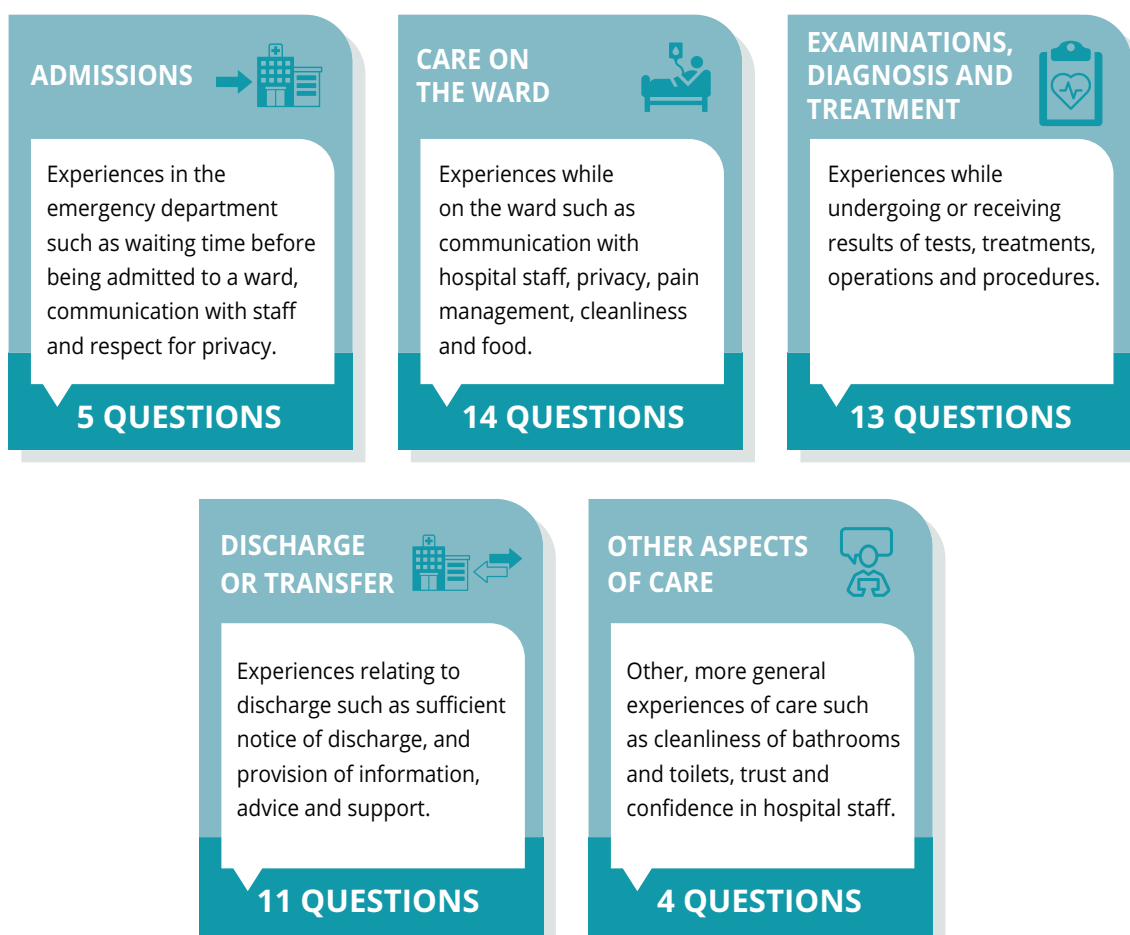 ADMISSIONS
Experiences in the
emergency department
such as waiting time before
being admitted to a ward,
communication with staff
and respect for privacy.
5 QUESTIONS
CARE ON
THE WARD
Experiences while
on the ward such as
communication with
hospital staff, privacy, pain
management, cleanliness
and food.
14 QUESTIONS
EXAMINATIONS,
DIAGNOSIS AND
TREATMENT
Experiences while
undergoing or receiving
results of tests, treatments,
operations and procedures.
13 QUESTIONS
DISCHARGE
OR TRANSFER
Experiences relating to
discharge such as sufficient
notice of discharge, and
provision of information,
advice and support.
11 QUESTIONS
OTHER ASPECTS
OF CARE
Other, more general
experiences of care such
as cleanliness of bathrooms
and toilets, trust and
confidence in hospital staff.
4 QUESTIONS